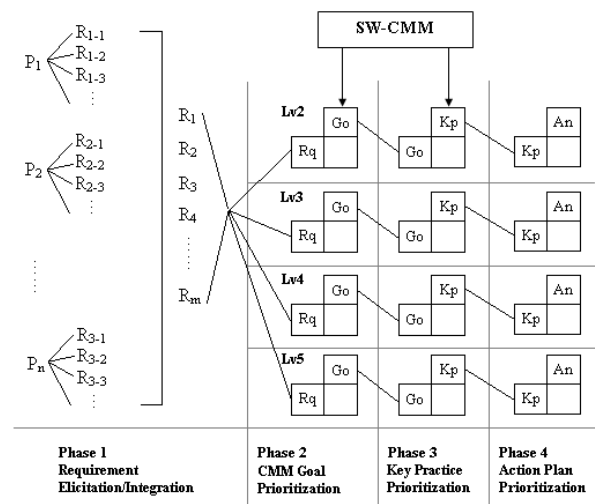 SW-CMM
P1
R1-1
R1-2
R1-3
⋮
P2
R2-1
R2-2
R2-3
⋮
⋮
Pn
R3-1
R3-2
R3-3
⋮
R1
R2
R3
R4
⋮
Rm
Lv2
Go
Rq
Kp
Go
An
Kp
Lv3
Go
Rq
Kp
Go
An
Kp
Lv4
Go
Rq
Kp
Go
An
Kp
Lv5
Go
Rq
Kp
Go
An
Kp
Phase 1
Requirement
Elicitation/Integration
Phase 2
CMM Goal
Prioritization
Phase 3
Key Practice
Prioritization
Phase 4
Action Plan
Prioritization